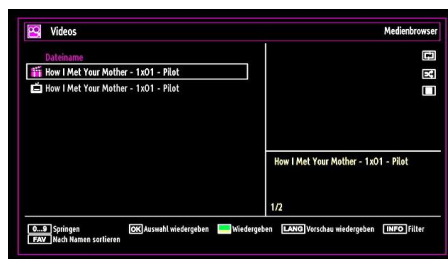 Videos
Medienbrowser
Dateiname
How I Met Your Mother - 1x01 - Pilot
How I Met Your Mother - 1x01 - Pilot
How I Met Your Mother - 1x01 - Pilot
1/2
0...9 Springen OK Auswahl wiedergeben Wiedergeben LANG Vorschau wiedergeben INFO Filter
FAV Nach Namen sortieren